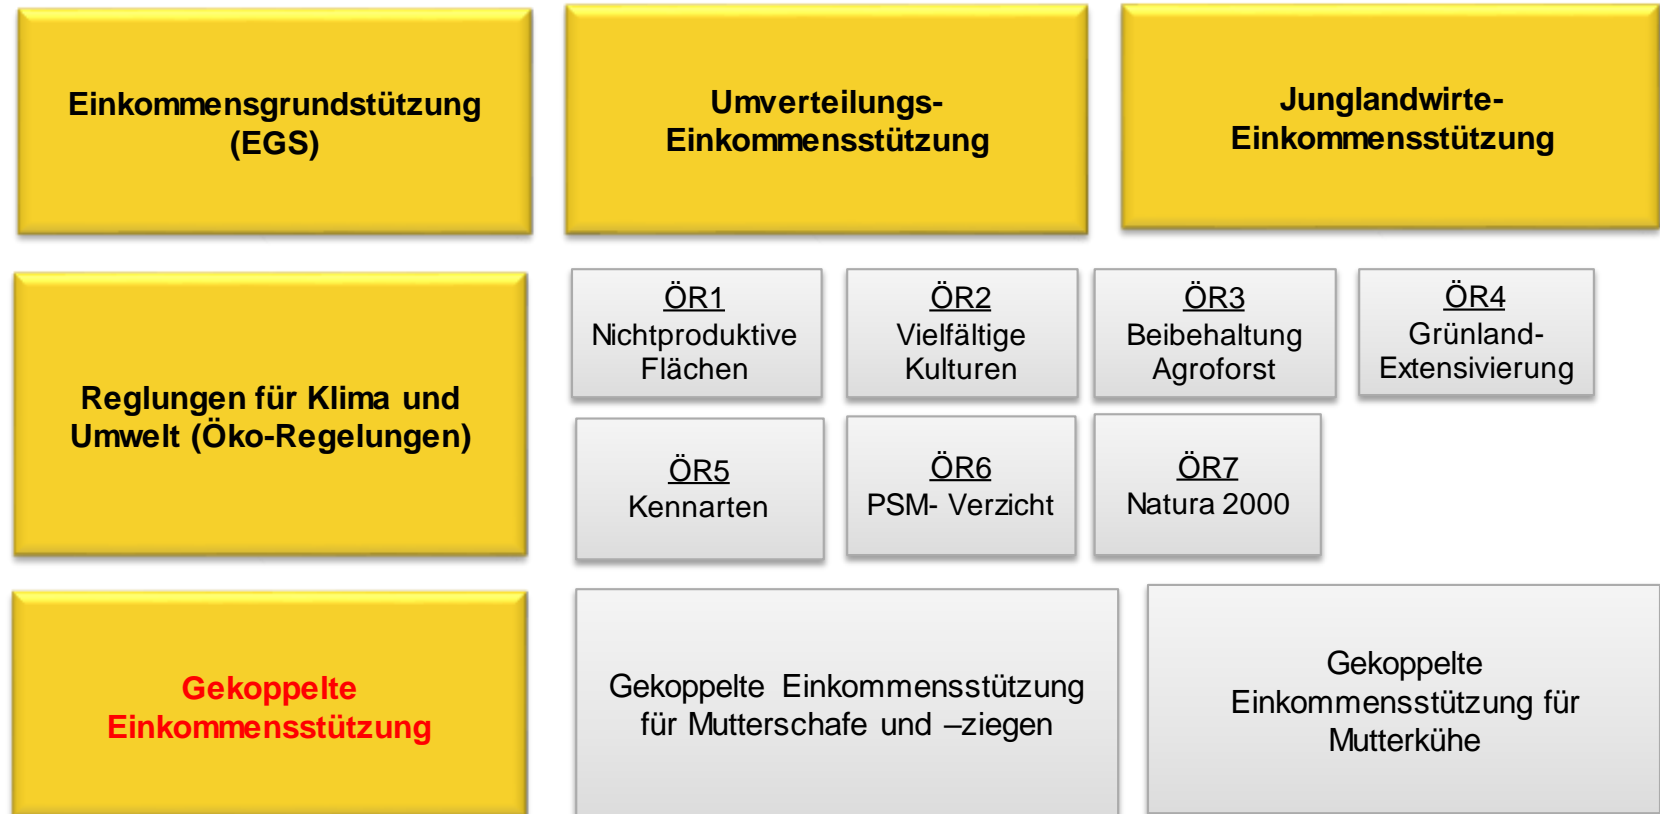 Einkommensgrundstützung
(EGS)
Umverteilungs-
Einkommensstützung
Junglandwirte-
Einkommensstützung
Reglungen für Klima und
Umwelt (Öko-Regelungen)
ÖR1
Nichtproduktive
Flächen
ÖR2
Vielfältige
Kulturen
ÖR3
Beibehaltung
Agroforst
ÖR4
Grünland-
Extensivierung
ÖR5
Kennarten
ÖR6
PSM- Verzicht
ÖR7
Natura 2000
Gekoppelte
Einkommensstützung
Gekoppelte Einkommensstützung
für Mutterschafe und –ziegen
Gekoppelte
Einkommensstützung für
Mutterkühe